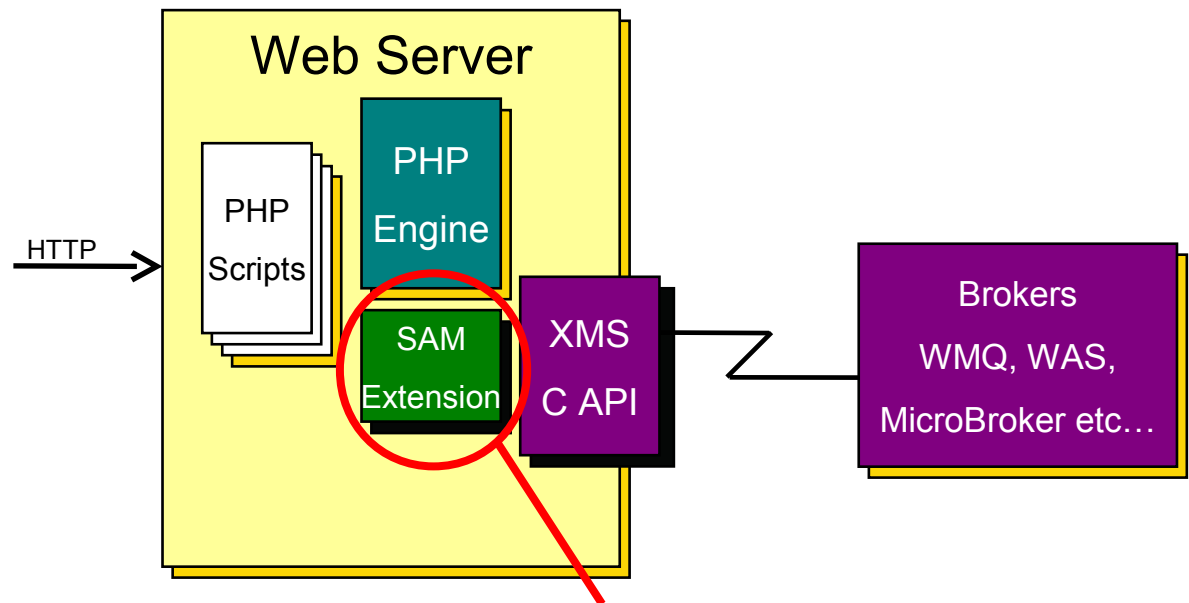 Web Server
PHP
Engine
PHP
Scripts
HTTP
SAM
Extension
XMS
C API
Brokers
WMQ, WAS,
MicroBroker etc…